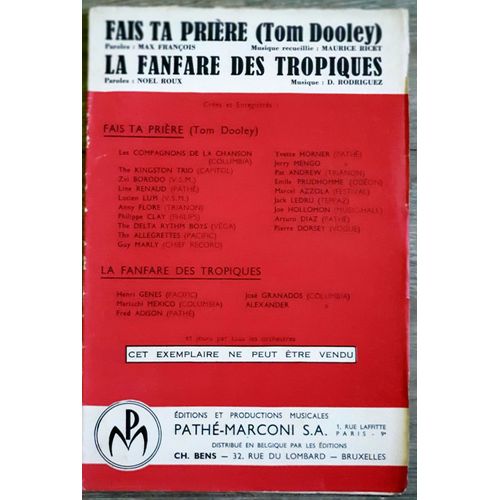 FAIS TA PRIÈRE (Tom Dooley)
Paroles : MAX FRANÇOIS Musique recueillie : MAURICE RICET
LA FANFARE DES TROPIQUES
Paroles : NOEL ROUX Musique : D. RODRIGUEZ
Créés et Enregistrés :
FAIS TA PRIÈRE (Tom Dooley)
Les COMPAGNONS DE LA CHANSON
(COLUMBIA)
The KINGSTON TRIO (CAPITOL)
Zvi BORODO (V.S.M.)
Line RENAUD (PATHÉ)
Lucien LUM (V.S.M.)
Anny FLORE (TRIANON)
Philippe CLAY (PHILIPS)
The DELTA RYTHM BOYS (VÉGA)
The ALLEGRETTES (PACIFIC)
Guy MARLY (CHIEF RECORD)
Yvette HORNER (PATHÉ)
Jerry MENGO "
Pat ANDREW (TRIANON)
Emile PRUDHOMME (ODÉON)
Marcel AZZOLA (FESTIVAL)
Jack LEDRU (TEPPAZ)
Joe HOLLOMON (MUSIC-HALL)
Arturo DIAZ (PATHÉ)
Pierre DORSEY (VOGUE)
LA FANFARE DES TROPIQUES
Henri GENES (PACIFIC)
Mariachi MEXICO (COLUMBIA)
Fred ADISON (PATHÉ)
José GRANADOS (COLUMBIA)
ALEXANDER "
et joués par tous les orchestres
CET EXEMPLAIRE NE PEUT ÊTRE VENDU
ÉDITIONS ET PRODUCTIONS MUSICALES
PATHÉ-MARCONI S.A. 1, RUE LAFFITTE
PARIS - 9e
DISTRIBUÉ EN BELGIQUE PAR LES ÉDITIONS
CH. BENS — 32, RUE DU LOMBARD — BRUXELLES